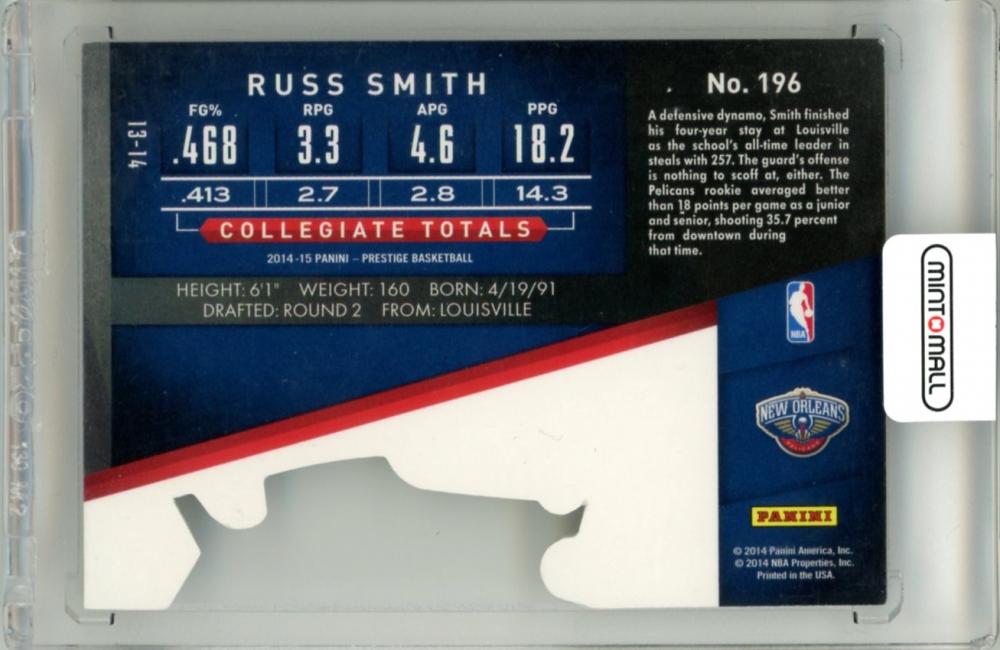 RUSS SMITH
FG% RPG APG PPG
13-14
.468 3.3 4.6 18.2
.413 2.7 2.8 14.3
COLLEGIATE TOTALS
2014-15 PANINI – PRESTIGE BASKETBALL
HEIGHT: 6'1" WEIGHT: 160 BORN: 4/19/91
DRAFTED: ROUND 2 FROM: LOUISVILLE
No. 196
A defensive dynamo, Smith finished
his four-year stay at Louisville
as the school's all-time leader in
steals with 257. The guard's offense
is nothing to scoff at, either. The
Pelicans rookie averaged better
than 18 points per game as a junior
and senior, shooting 35.7 percent
from downtown during
that time.
NBA
NEW ORLEANS
PELICANS
PANINI
© 2014 Panini America, Inc.
© 2014 NBA Properties, Inc.
Printed in the USA.
MINT MALL